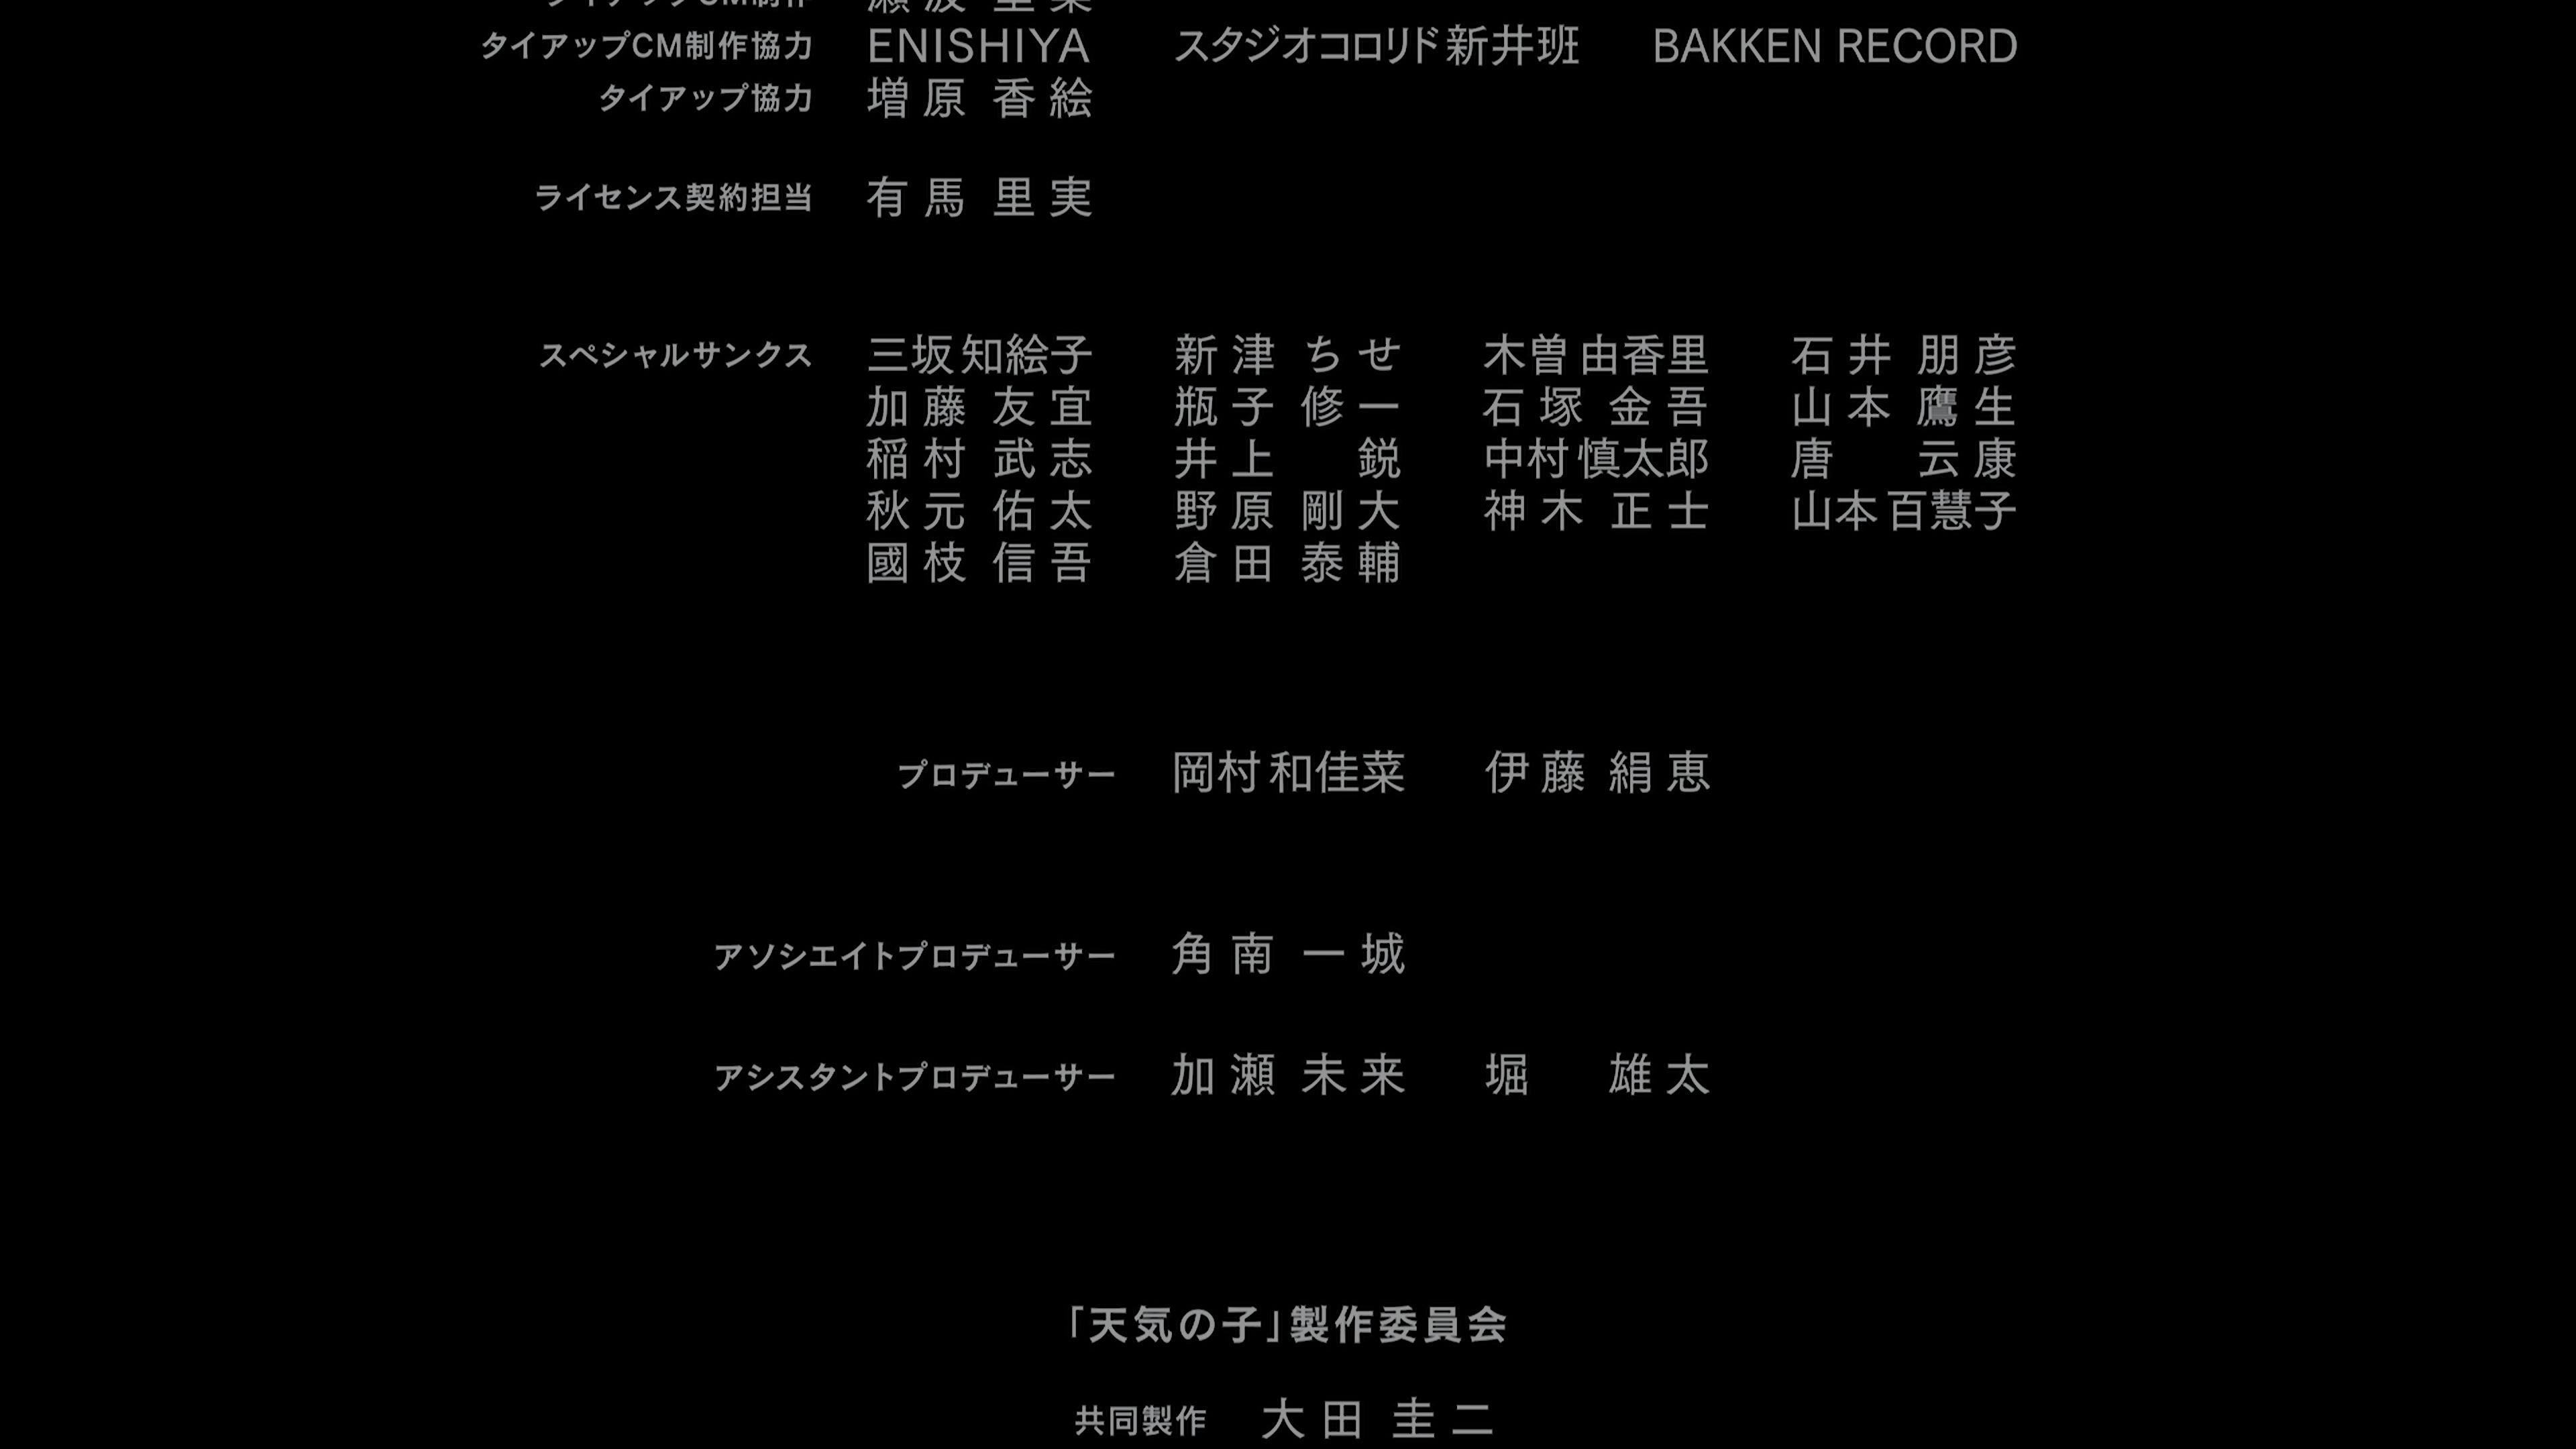 タイアップCM制作
タイアップCM制作協力 ENISHIYA スタジオコロリド新井班 BAKKEN RECORD
タイアップ協力 増原 香絵
ライセンス契約担当 有馬 里実
スペシャルサンクス 三坂知絵子 新津 ちせ 木曽由香里 石井 朋彦
加藤 友宜 瓶子 修一 石塚 金吾 山本 鷹生
稲村 武志 井上 鋭 中村慎太郎 唐 云康
秋元 佑太 野原 剛大 神木 正士 山本百慧子
國枝 信吾 倉田 泰輔
プロデューサー 岡村和佳菜 伊藤 絹恵
アソシエイトプロデューサー 角南 一城
アシスタントプロデューサー 加瀬 未来 堀 雄太
「天気の子」製作委員会
共同製作 大田 圭二